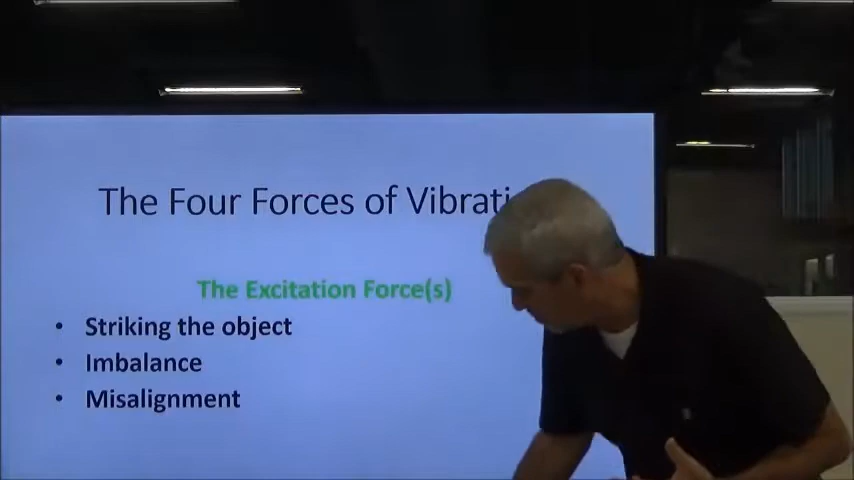 The Four Forces of Vibrati
The Excitation Force(s)
• Striking the object
• Imbalance
• Misalignment